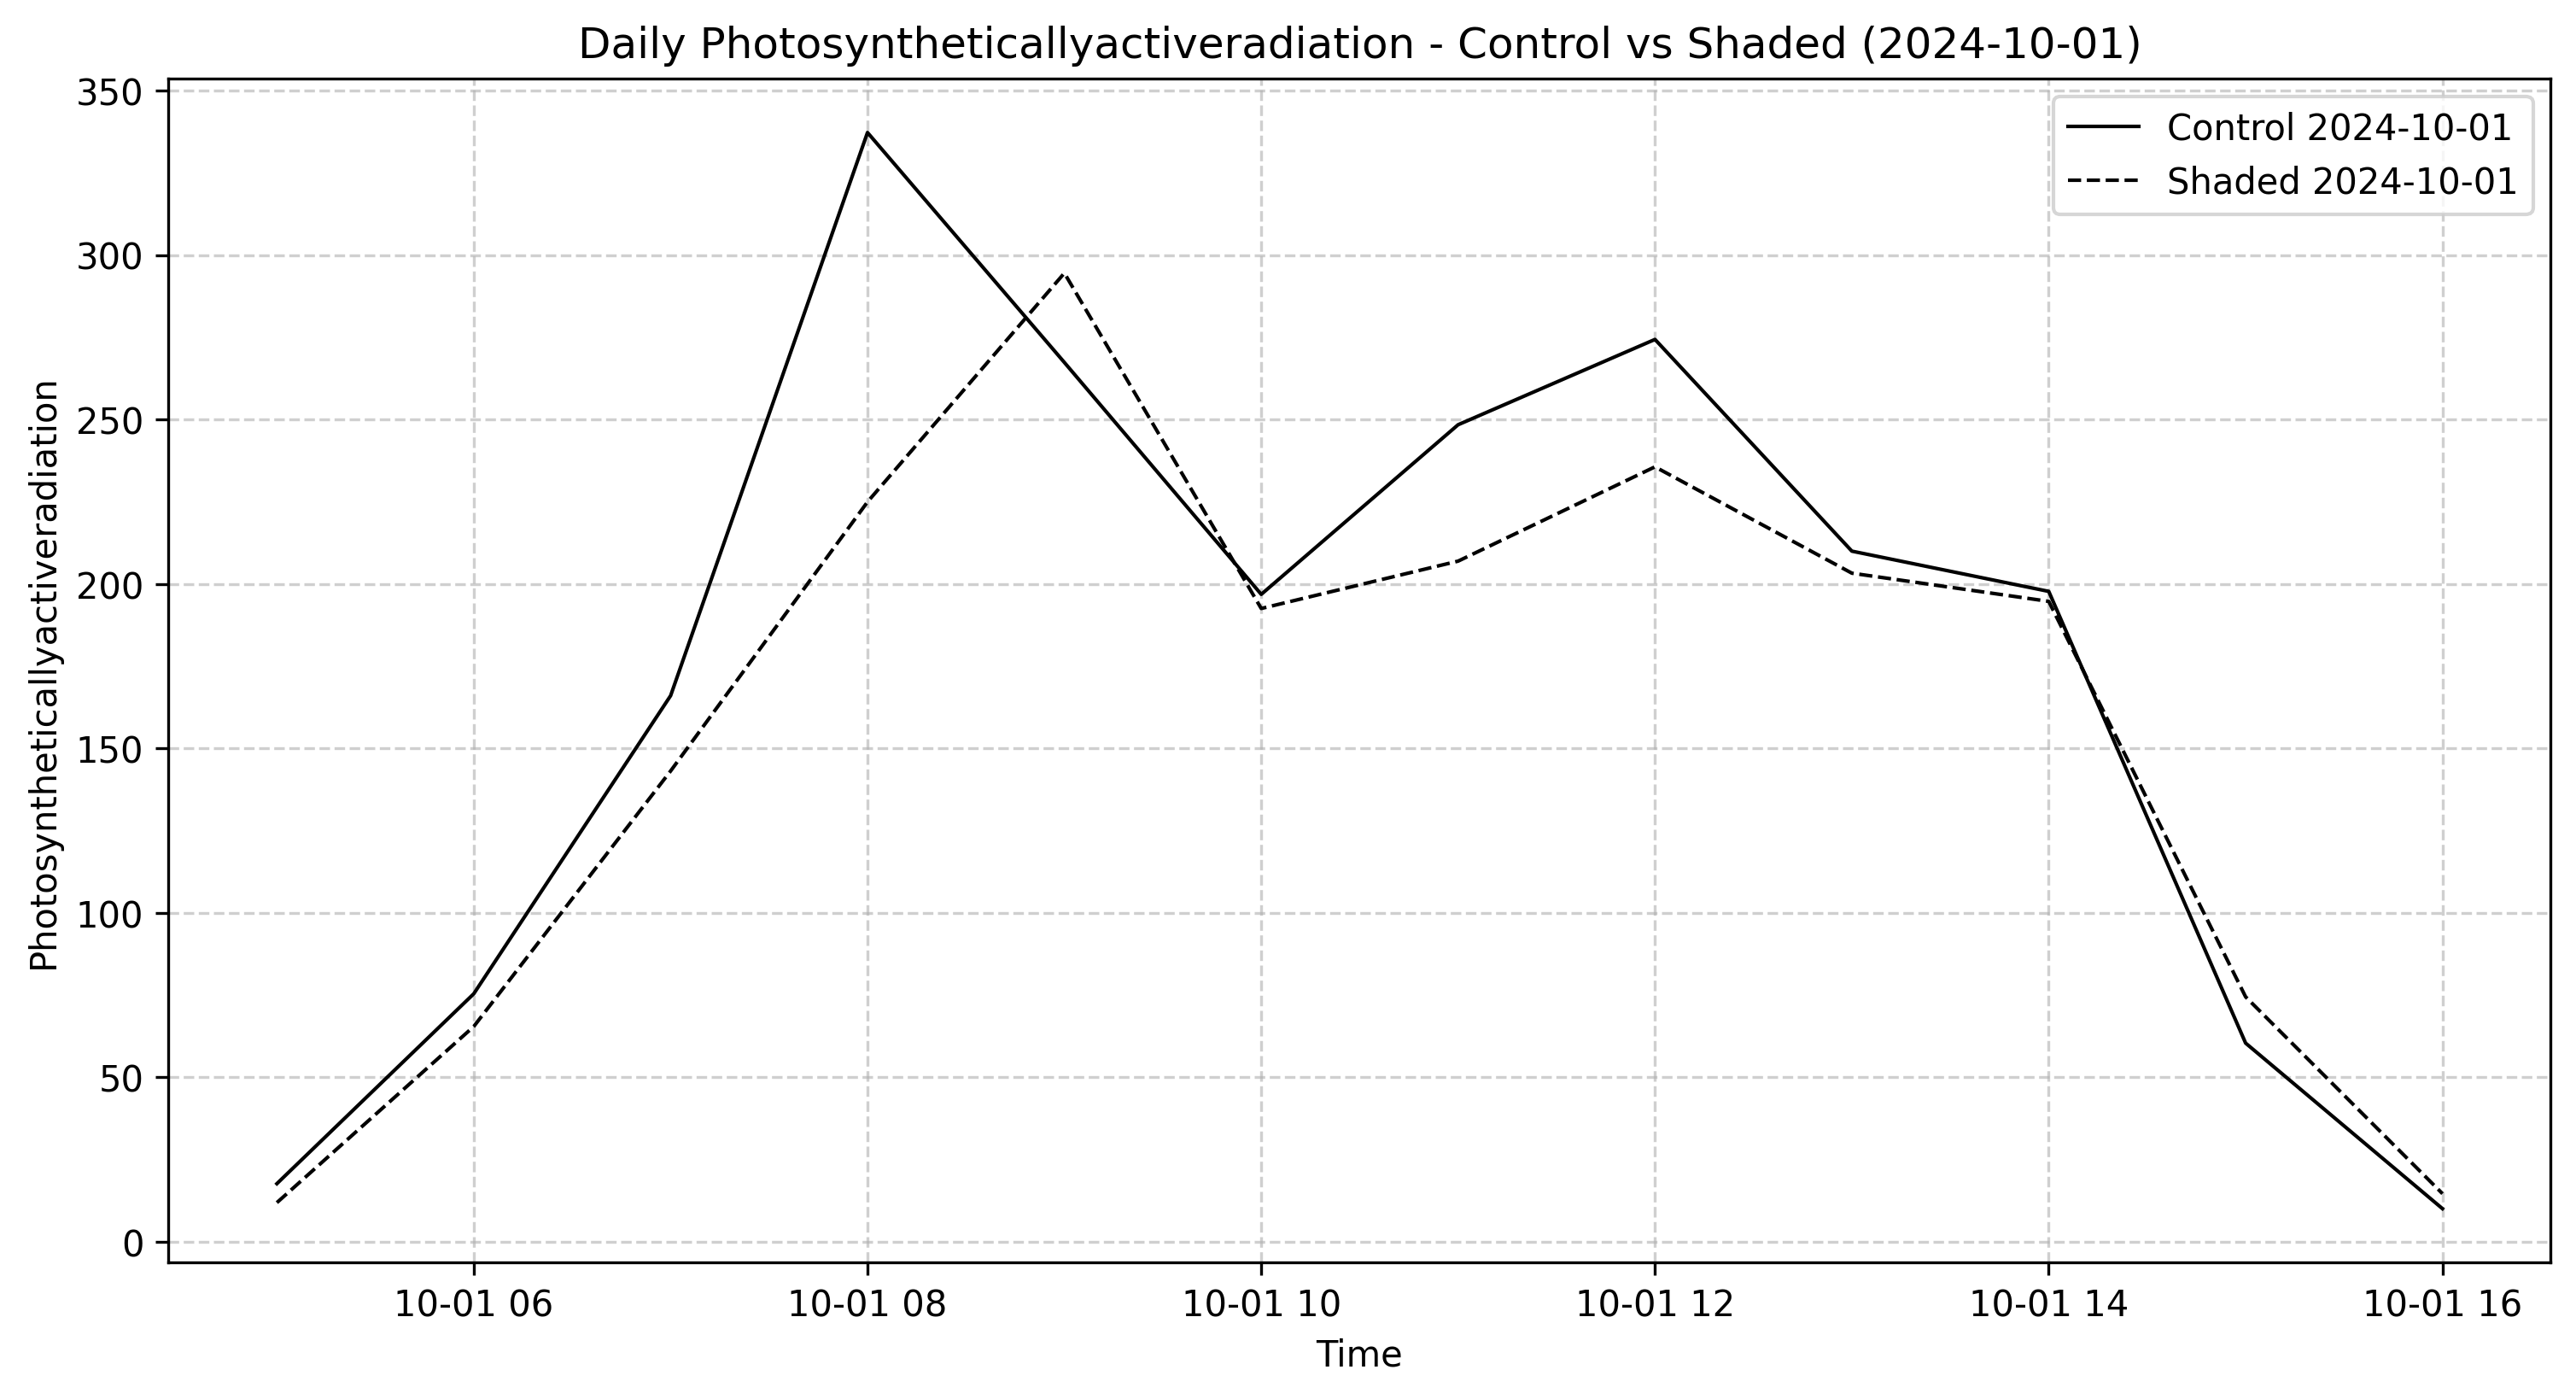 Daily Photosyntheticallyactiveradiation - Control vs Shaded (2024-10-01)
Control 2024-10-01
Shaded 2024-10-01
Photosyntheticallyactiveradiation
350
300
250
200
150
100
50
0
10-01 06
10-01 08
10-01 10
10-01 12
10-01 14
10-01 16
Time